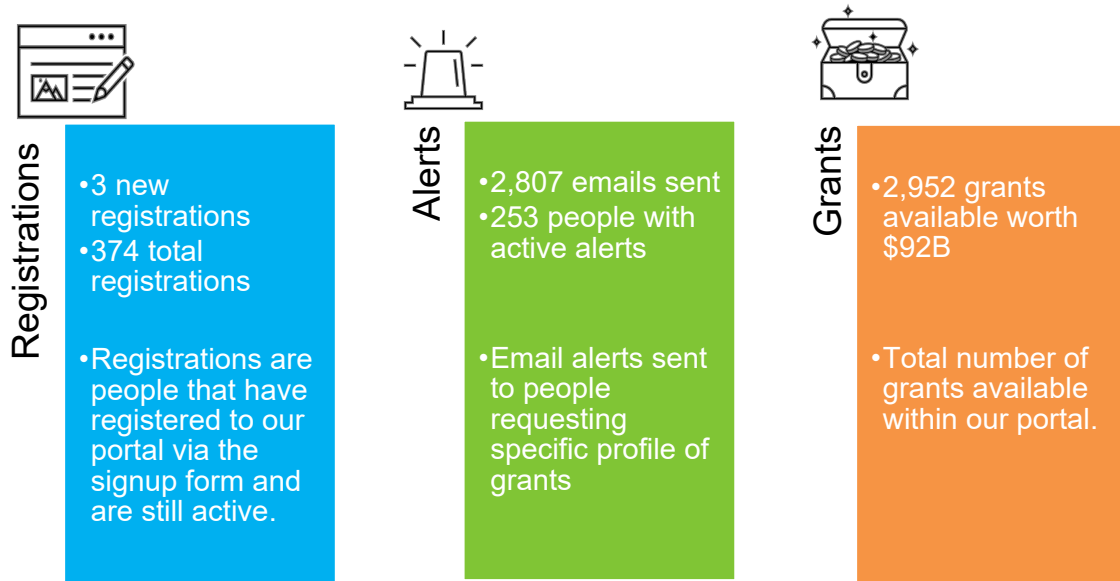 Registrations
•3 new
registrations
•374 total
registrations
•Registrations are
people that have
registered to our
portal via the
signup form and
are still active.
Alerts
•2,807 emails sent
•253 people with
active alerts
•Email alerts sent
to people
requesting
specific profile of
grants
Grants
•2,952 grants
available worth
$92B
•Total number of
grants available
within our portal.